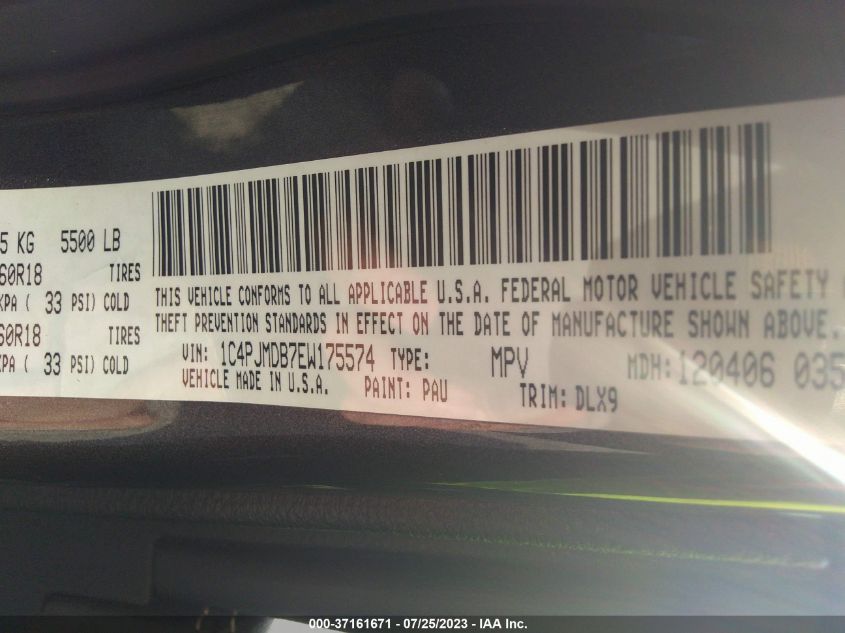 5 KG 5500 LB
60R18 TIRES
KPA ( 33 PSI) COLD
60R18 TIRES
KPA ( 33 PSI) COLD
THIS VEHICLE CONFORMS TO ALL APPLICABLE U.S.A. FEDERAL MOTOR VEHICLE SAFETY
THEFT PREVENTION STANDARDS IN EFFECT ON THE DATE OF MANUFACTURE SHOWN ABOVE.
VIN: 1C4PJMDB7EW175574 TYPE: MPV MDH: 120406 035
VEHICLE MADE IN U.S.A. PAINT: PAU TRIM: DLX9
000-37161671 / 07/25/2023 - IAA Inc.